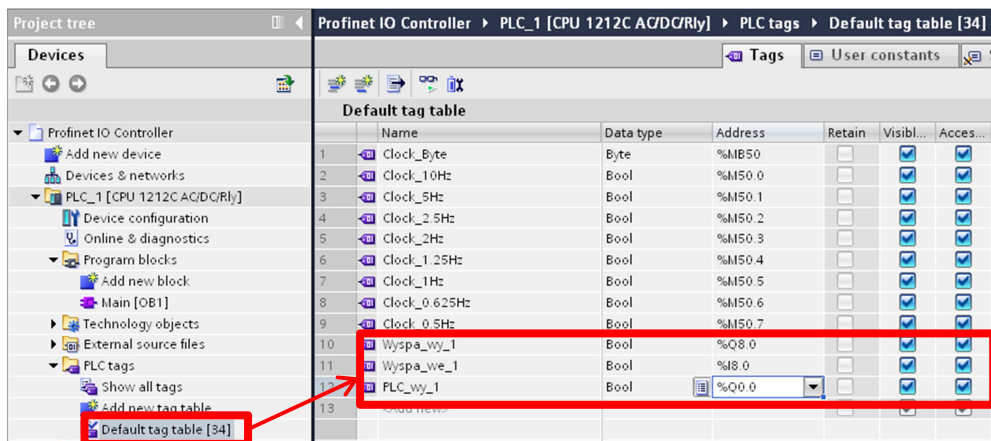 Project tree
Devices
Profinet IO Controller
Add new device
Devices & networks
PLC_1 [CPU 1212C AC/DC/Rly]
Device configuration
Online & diagnostics
Program blocks
Add new block
Main [OB1]
Technology objects
External source files
PLC tags
Show all tags
Add new tag table
Default tag table [34]
Profinet IO Controller PLC_1 [CPU 1212C AC/DC/Rly] PLC tags Default tag table [34]
Tags User constants
Default tag table
Name Data type Address Retain Visibl... Acces...
1 Clock_Byte Byte %MB50
2 Clock_10Hz Bool %M50.0
3 Clock_5Hz Bool %M50.1
4 Clock_2.5Hz Bool %M50.2
5 Clock_2Hz Bool %M50.3
6 Clock_1.25Hz Bool %M50.4
7 Clock_1Hz Bool %M50.5
8 Clock_0.625Hz Bool %M50.6
9 Clock_0.5Hz Bool %M50.7
10 Wyspa_wy_1 Bool %Q8.0
11 Wyspa_we_1 Bool %I8.0
12 PLC_wy_1 Bool %Q0.0
13 <Add new>